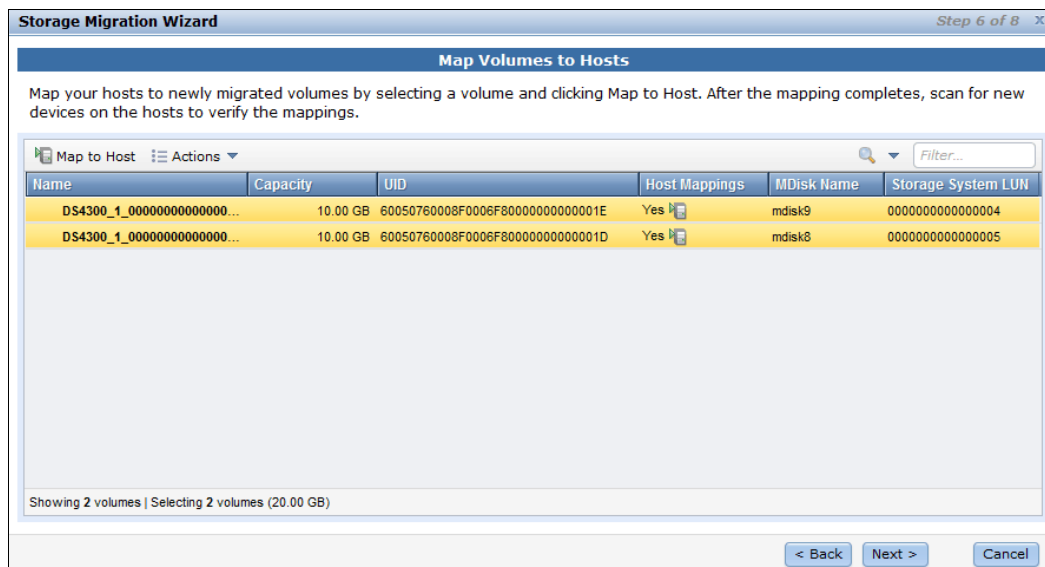 Storage Migration Wizard Step 6 of 8 x
Map Volumes to Hosts
Map your hosts to newly migrated volumes by selecting a volume and clicking Map to Host. After the mapping completes, scan for new
devices on the hosts to verify the mappings.
Map to Host Actions Filter...
Name Capacity UID Host Mappings MDisk Name Storage System LUN
DS4300_1_00000000000000... 10.00 GB 60050760008F0006F80000000000001E Yes mdisk9 0000000000000004
DS4300_1_00000000000000... 10.00 GB 60050760008F0006F80000000000001D Yes mdisk8 0000000000000005
Showing 2 volumes | Selecting 2 volumes (20.00 GB)
< Back Next > Cancel